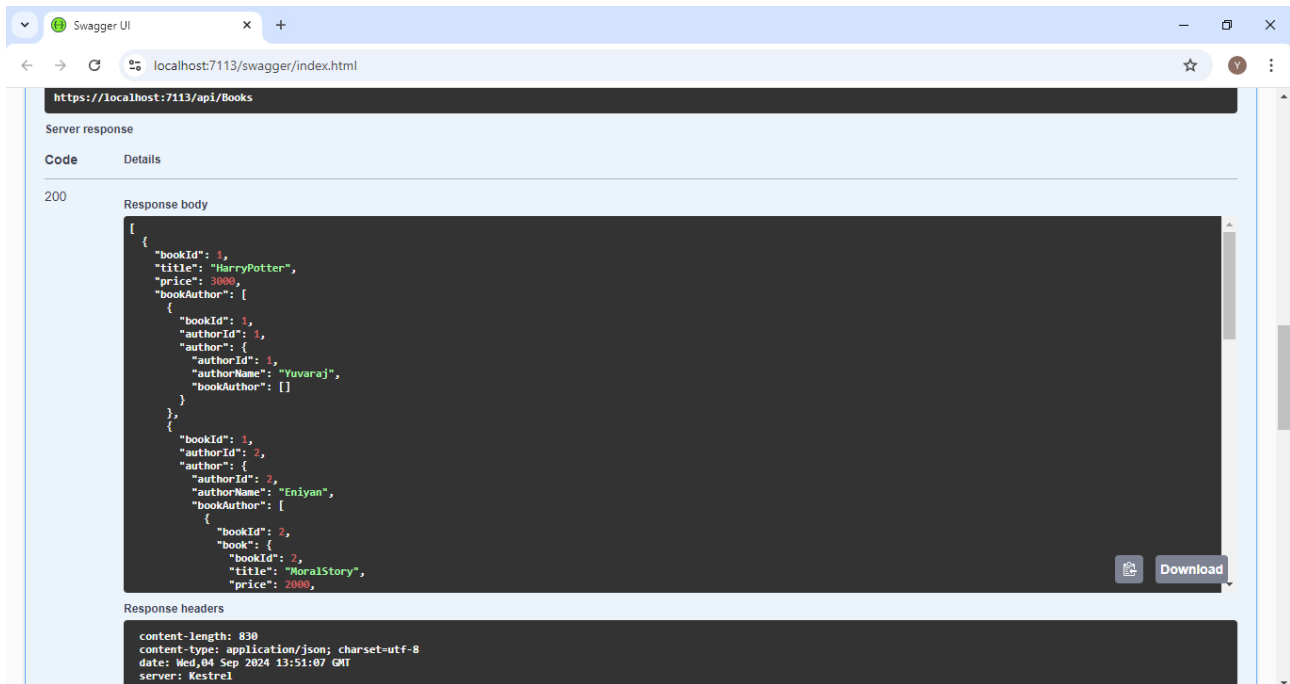 Swagger UI
localhost:7113/swagger/index.html
Y
https://localhost:7113/api/Books
Server response
Code Details
200
Response body
[
  {
    "bookId": 1,
    "title": "HarryPotter",
    "price": 3000,
    "bookAuthor": [
      {
        "bookId": 1,
        "authorId": 1,
        "author": {
          "authorId": 1,
          "authorName": "Yuvaraj",
          "bookAuthor": []
        }
      },
      {
        "bookId": 1,
        "authorId": 2,
        "author": {
          "authorId": 2,
          "authorName": "Eniyan",
          "bookAuthor": [
            {
              "bookId": 2,
              "book": {
                "bookId": 2,
                "title": "MoralStory",
                "price": 2000,
Download
Response headers
content-length: 830
content-type: application/json; charset=utf-8
date: Wed,04 Sep 2024 13:51:07 GMT
server: Kestrel